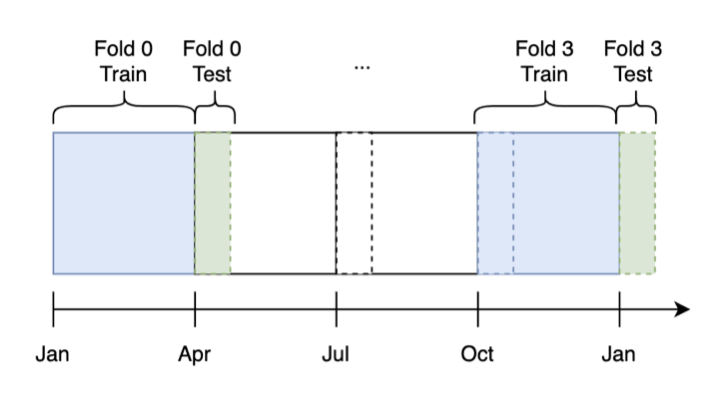 Fold 0
Train
Fold 0
Test
...
Fold 3
Train
Fold 3
Test
Jan
Apr
Jul
Oct
Jan